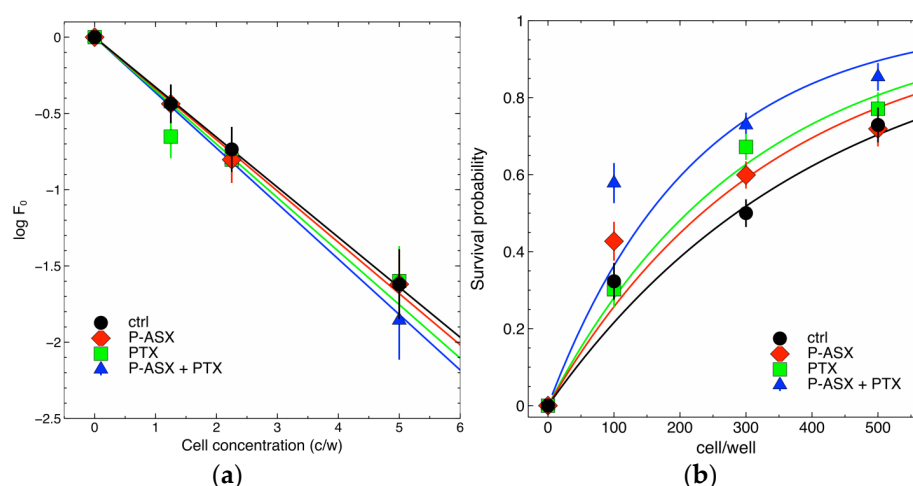 0
−0.5
−1
−1.5
−2
−2.5
log F0
0 1 2 3 4 5 6
Cell concentration (c/w)
ctrl
P-ASX
PTX
P-ASX + PTX
(a)
1
0.8
0.6
0.4
0.2
0
Survival probability
0 100 200 300 400 500
cell/well
ctrl
P-ASX
PTX
P-ASX + PTX
(b)